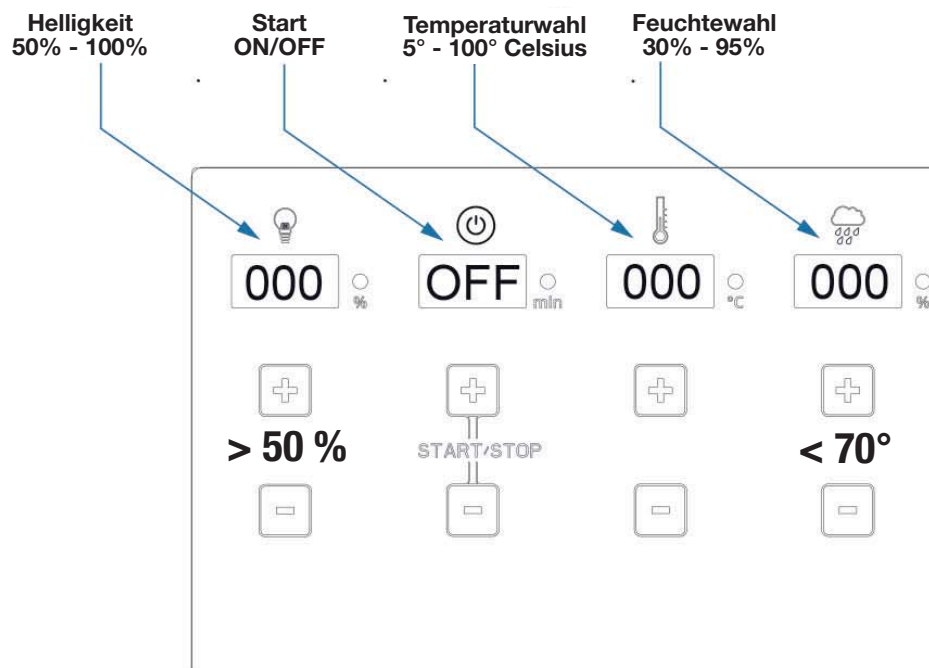 Helligkeit
50% - 100%
Start
ON/OFF
Temperaturwahl
5° - 100° Celsius
Feuchtewahl
30% - 95%
000
%
OFF
min
000
°C
000
%
> 50 %
START/STOP
< 70°